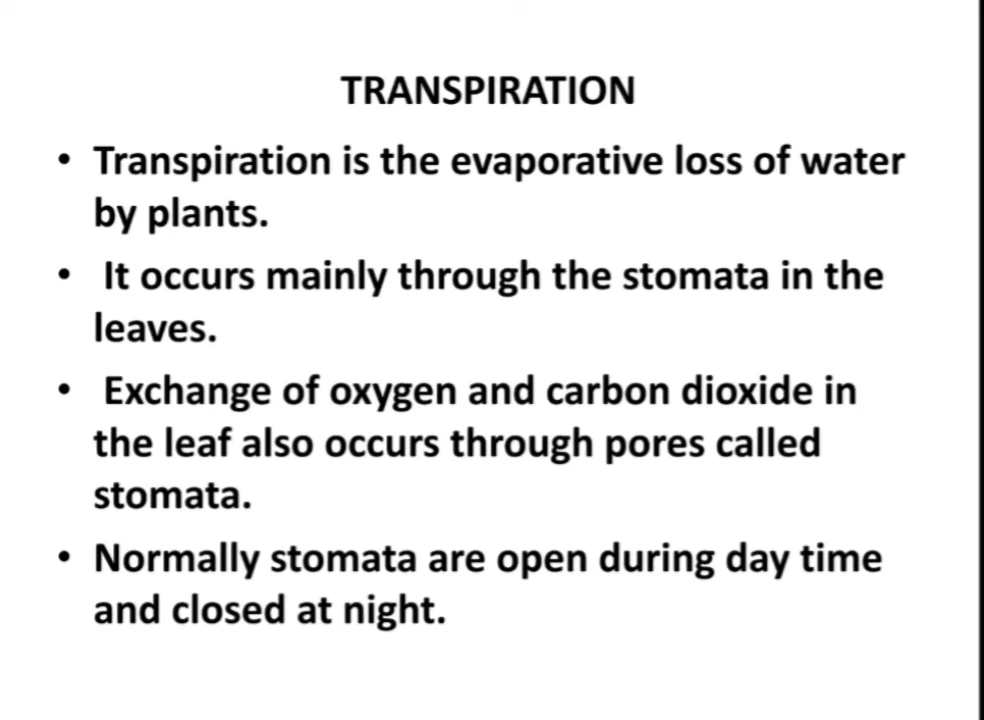 TRANSPIRATION
• Transpiration is the evaporative loss of water
by plants.
• It occurs mainly through the stomata in the
leaves.
• Exchange of oxygen and carbon dioxide in
the leaf also occurs through pores called
stomata.
• Normally stomata are open during day time
and closed at night.